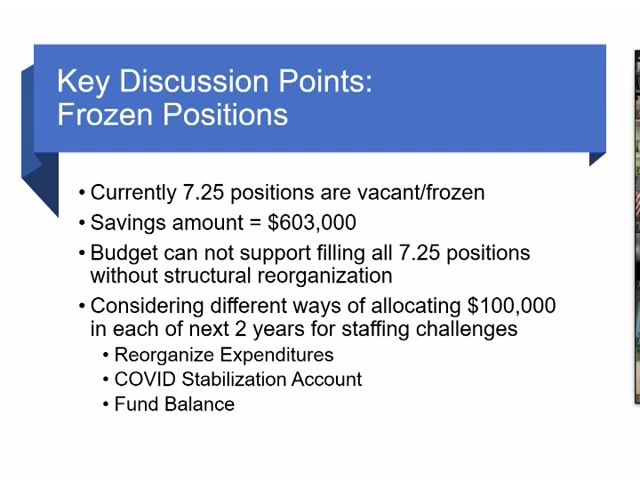 Key Discussion Points:
Frozen Positions
• Currently 7.25 positions are vacant/frozen
• Savings amount = $603,000
• Budget can not support filling all 7.25 positions
without structural reorganization
• Considering different ways of allocating $100,000
in each of next 2 years for staffing challenges
• Reorganize Expenditures
• COVID Stabilization Account
• Fund Balance